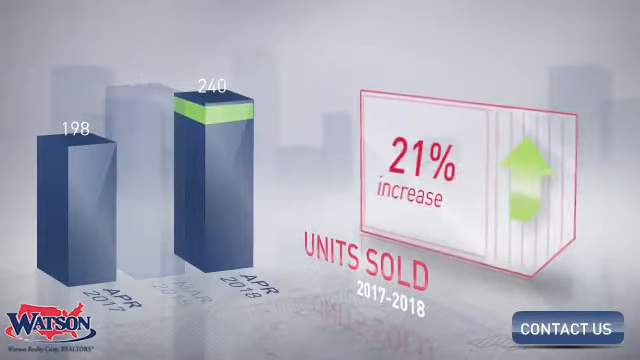 198
240
APR
2017
MAR
APR
2018
21%
increase
UNITS SOLD
2017-2018
WATSON
Watson Realty Corp. REALTORS®
CONTACT US